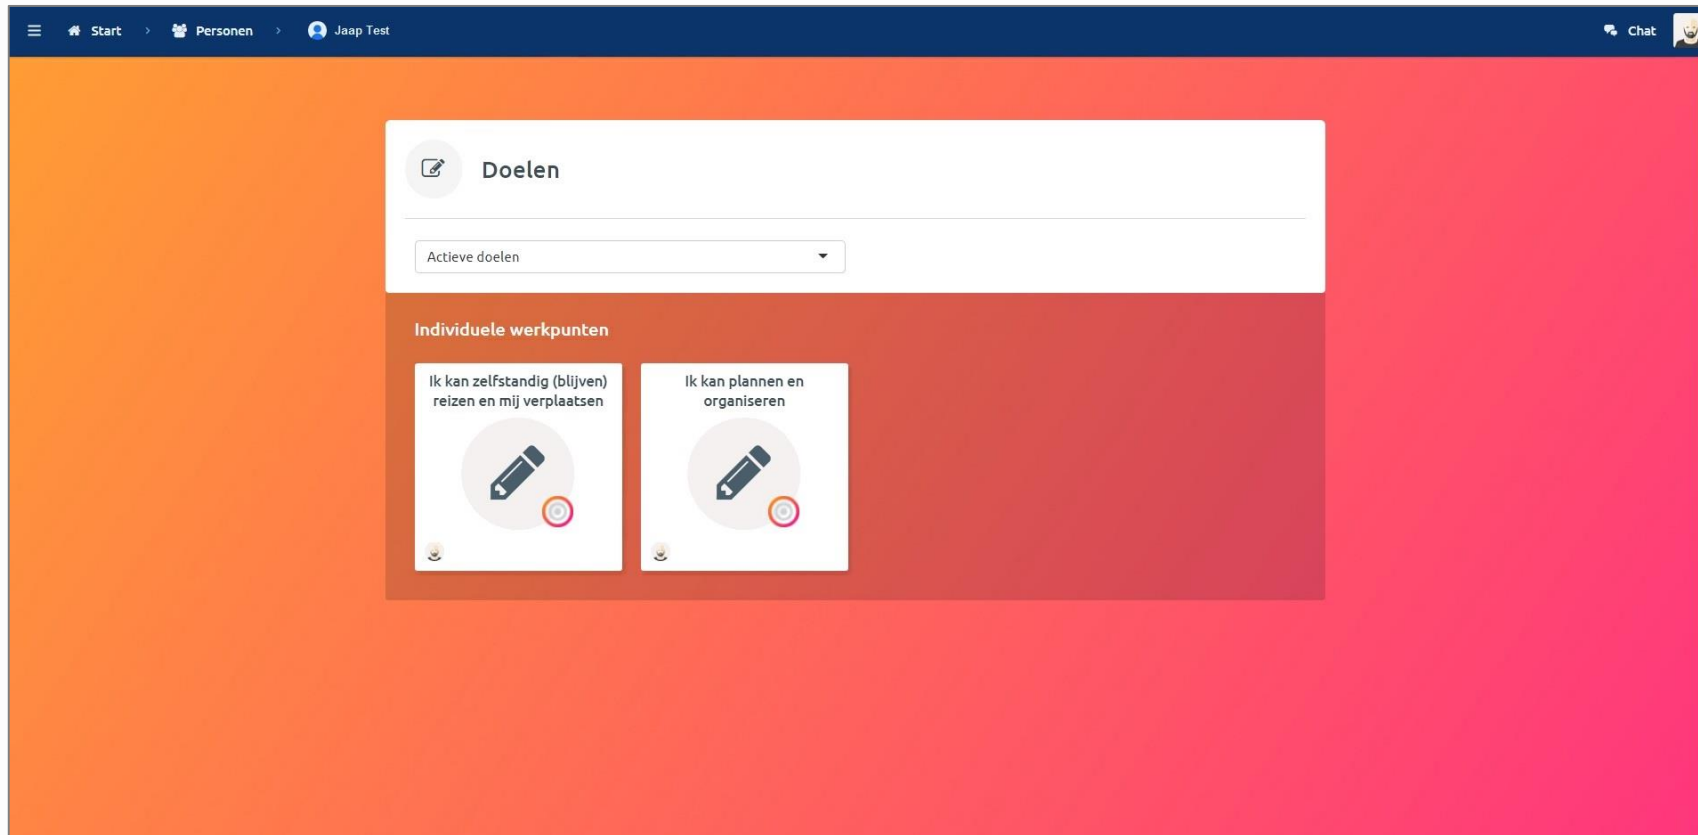 Start
Personen
Jaap Test
Chat
Doelen
Actieve doelen
Individuele werkpunten
Ik kan zelfstandig (blijven)
reizen en mij verplaatsen
Ik kan plannen en
organiseren